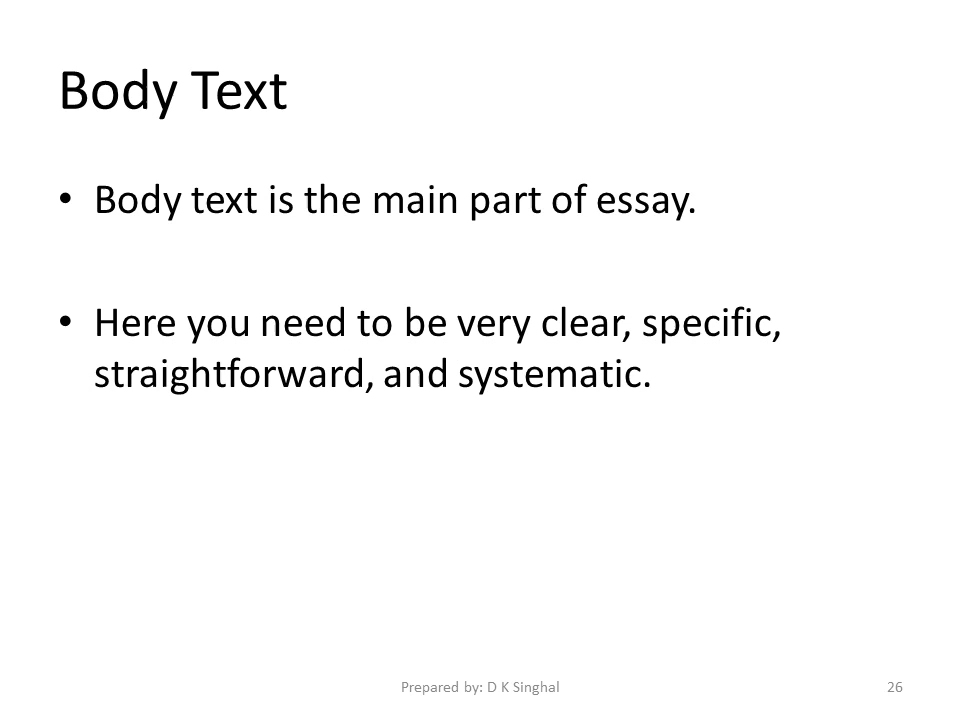 Body Text
• Body text is the main part of essay.
• Here you need to be very clear, specific,
straightforward, and systematic.
Prepared by: D K Singhal
26